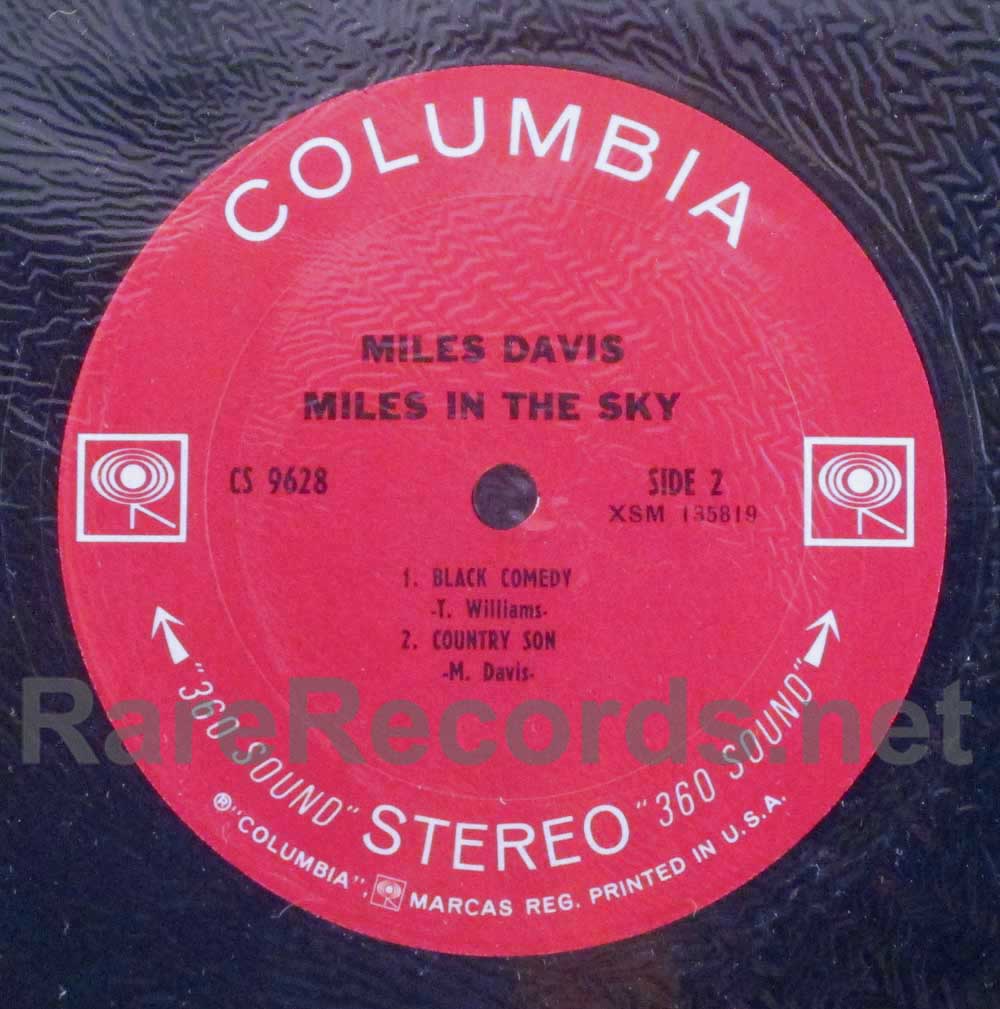 COLUMBIA
MILES DAVIS
MILES IN THE SKY
CS 9628
SIDE 2
XSM 135819
1. BLACK COMEDY
-T. Williams-
2. COUNTRY SON
-M. Davis-
RareRecords.net
"360 SOUND" STEREO "360 SOUND"
®"COLUMBIA", MARCAS REG. PRINTED IN U.S.A.